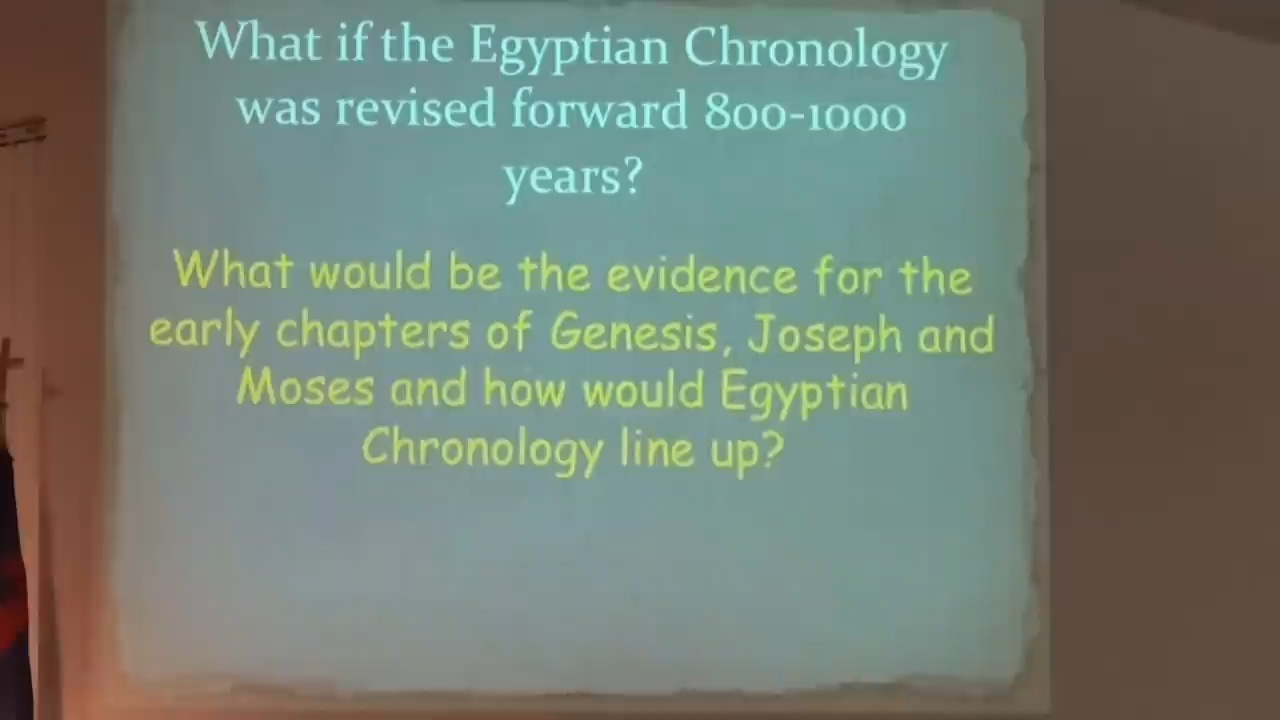 What if the Egyptian Chronology
was revised forward 800-1000
years?
What would be the evidence for the
early chapters of Genesis, Joseph and
Moses and how would Egyptian
Chronology line up?